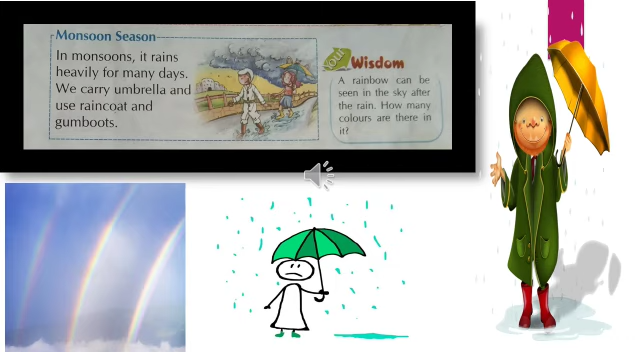 Monsoon Season
In monsoons, it rains
heavily for many days.
We carry umbrella and
use raincoat and
gumboots.
Wisdom
A rainbow can be
seen in the sky after
the rain. How many
colours are there in
it?